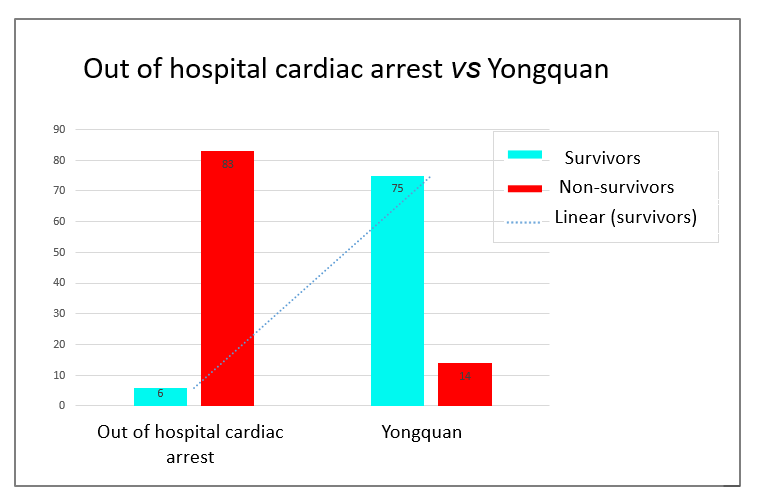 Out of hospital cardiac arrest vs Yongquan
90
80
70
60
50
40
30
20
10
0
83
75
6
14
Survivors
Non-survivors
Linear (survivors)
Out of hospital cardiac
arrest
Yongquan